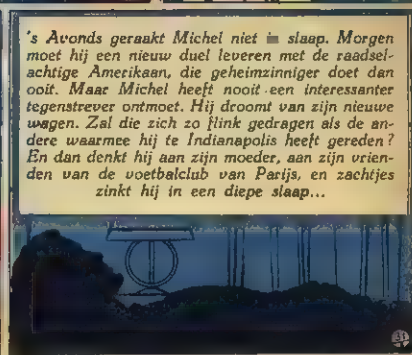 's Avonds geraakt Michel niet in slaap. Morgen
moet hij een nieuw duel leveren met de raadsel-
achtige Amerikaan, die geheimzinniger doet dan
ooit. Maar Michel heeft nooit een interessanter
tegenstrever ontmoet. Hij droomt van zijn nieuwe
wagen. Zal die zich zo flink gedragen als de an-
dere waarmee hij te Indianapolis heeft gereden?
En dan denkt hij aan zijn moeder, aan zijn vrien-
den van de voetbalclub van Parijs, en zachtjes
zinkt hij in een diepe slaap...
31